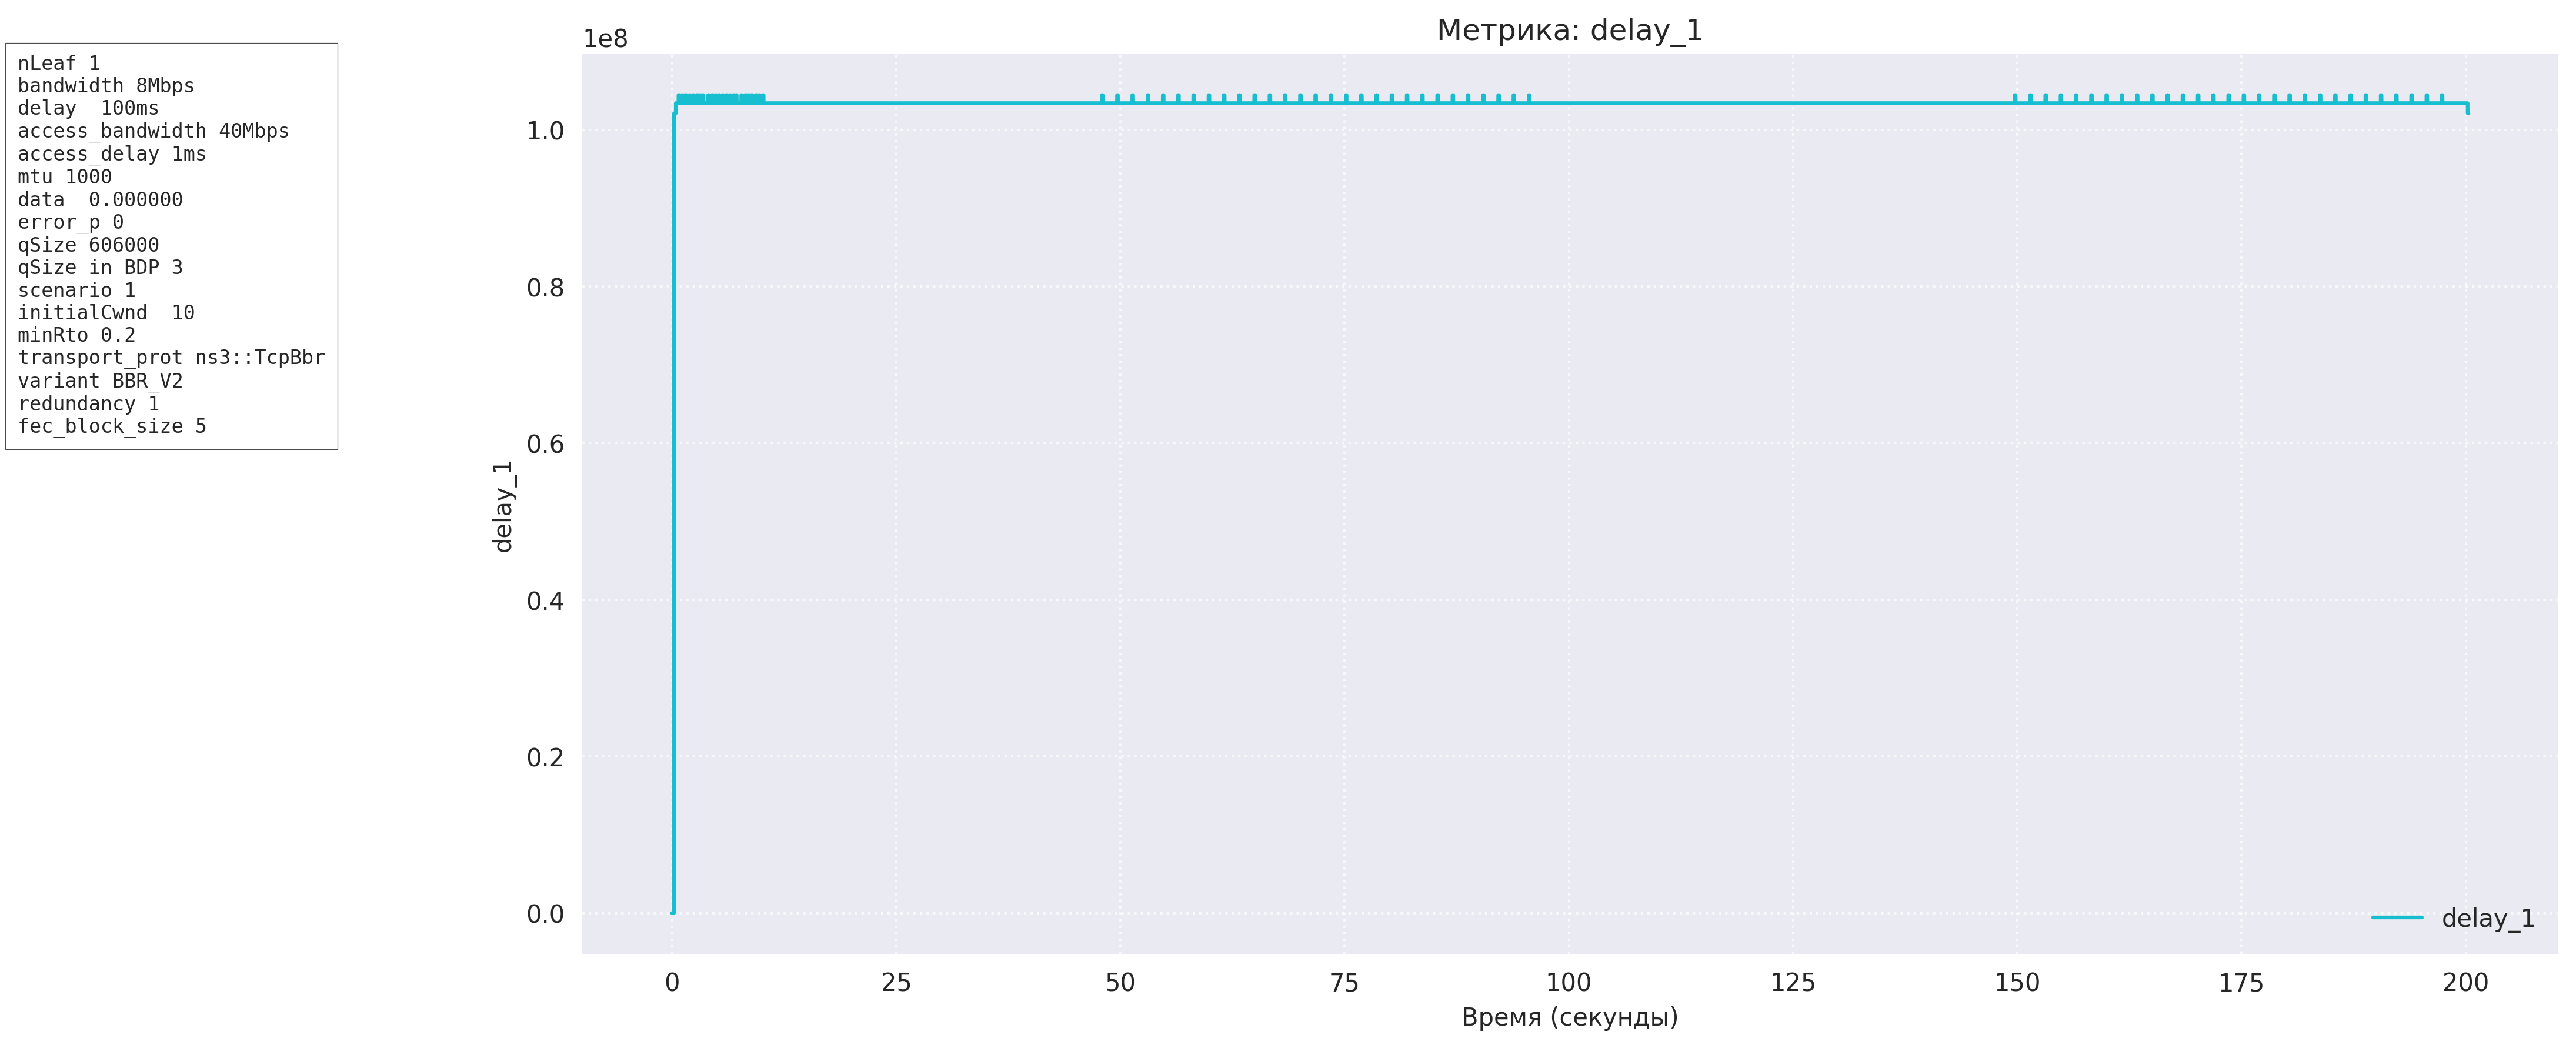 nLeaf 1
bandwidth 8Mbps
delay  100ms
access_bandwidth 40Mbps
access_delay 1ms
mtu 1000
data  0.000000
error_p 0
qSize 606000
qSize in BDP 3
scenario 1
initialCwnd  10
minRto 0.2
transport_prot ns3::TcpBbr
variant BBR_V2
redundancy 1
fec_block_size 5
Метрика: delay_1
1e8
1.0
0.8
0.6
0.4
0.2
0.0
delay_1
delay_1
0 25 50 75 100 125 150 175 200
Время (секунды)